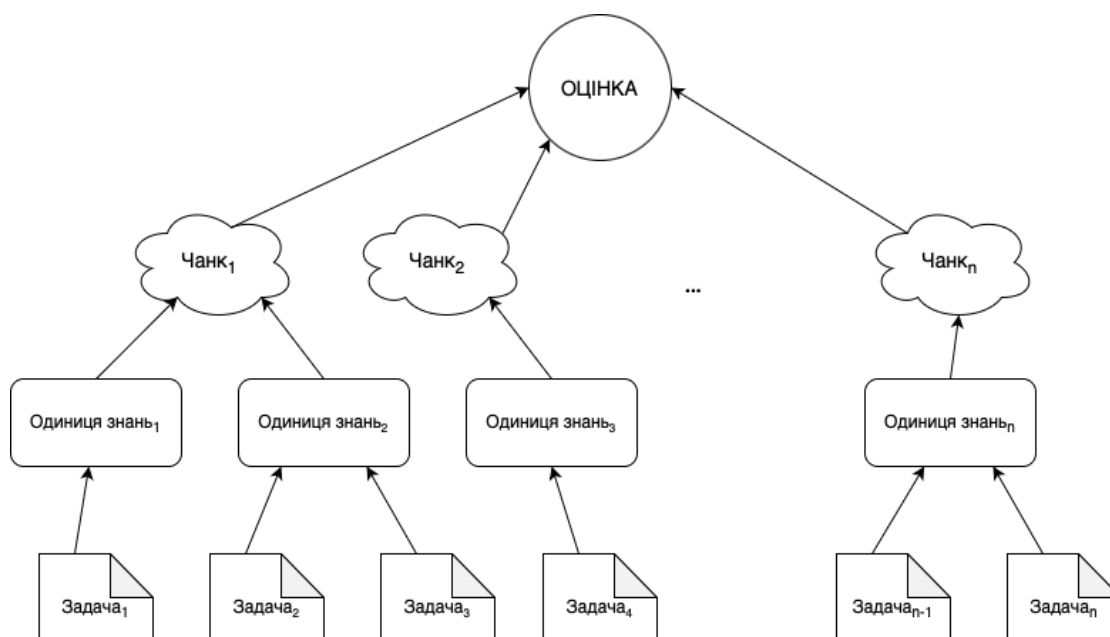 ОЦІНКА
Чанк₁
Чанк₂
Чанкₙ
...
Одиниця знань₁
Одиниця знань₂
Одиниця знань₃
Одиниця знаньₙ
Задача₁
Задача₂
Задача₃
Задача₄
Задачаₙ₋₁
Задачаₙ